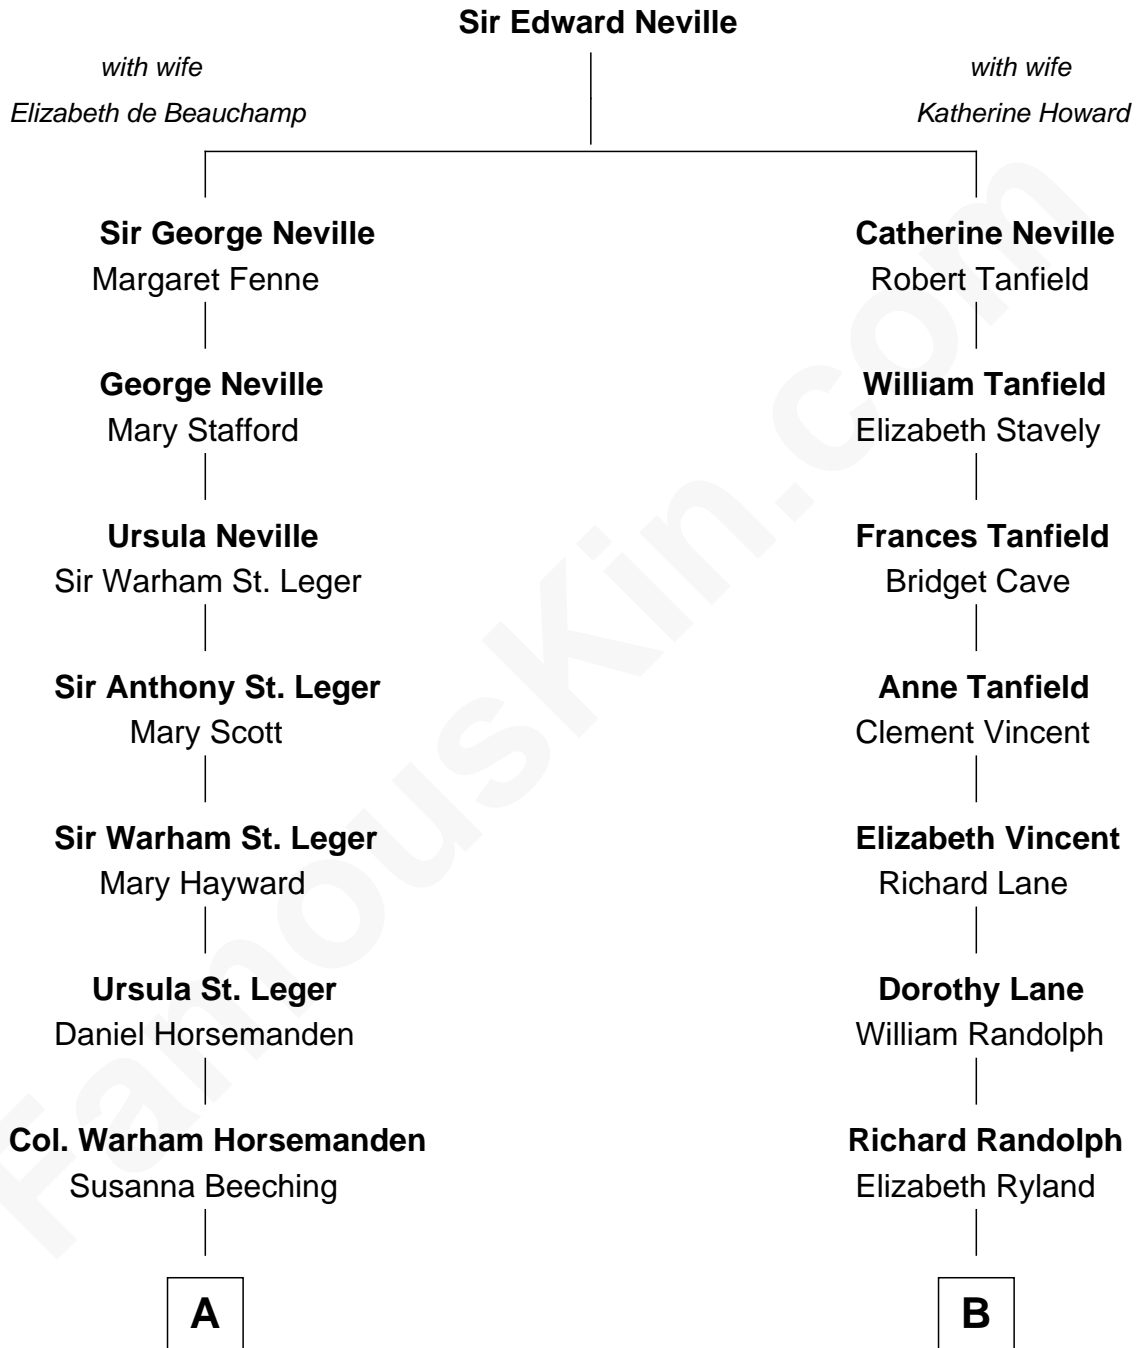 Sir Edward Neville
with wife
Elizabeth de Beauchamp
with wife
Katherine Howard
Sir George Neville
Margaret Fenne
Catherine Neville
Robert Tanfield
George Neville
Mary Stafford
William Tanfield
Elizabeth Stavely
Ursula Neville
Sir Warham St. Leger
Frances Tanfield
Bridget Cave
Sir Anthony St. Leger
Mary Scott
Anne Tanfield
Clement Vincent
Sir Warham St. Leger
Mary Hayward
Elizabeth Vincent
Richard Lane
Ursula St. Leger
Daniel Horsemanden
Dorothy Lane
William Randolph
Col. Warham Horsemanden
Susanna Beeching
Richard Randolph
Elizabeth Ryland
A
B
FamousKin.com